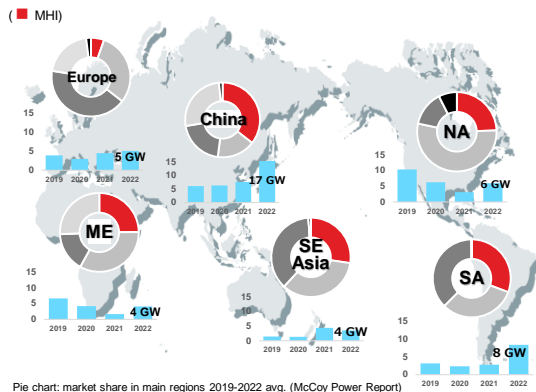 ( MHI)
Europe
15
10
5
0
5 GW
2019 2020 2021 2022
China
15
10
5
0
17 GW
2019 2020 2021 2022
NA
15
10
5
0
6 GW
2019 2020 2021 2022
ME
15
10
5
0
4 GW
2019 2020 2021 2022
SE
Asia
15
10
5
0
4 GW
2019 2020 2021 2022
SA
15
10
5
0
8 GW
2019 2020 2021 2022
Pie chart: market share in main regions 2019-2022 avg. (McCoy Power Report)